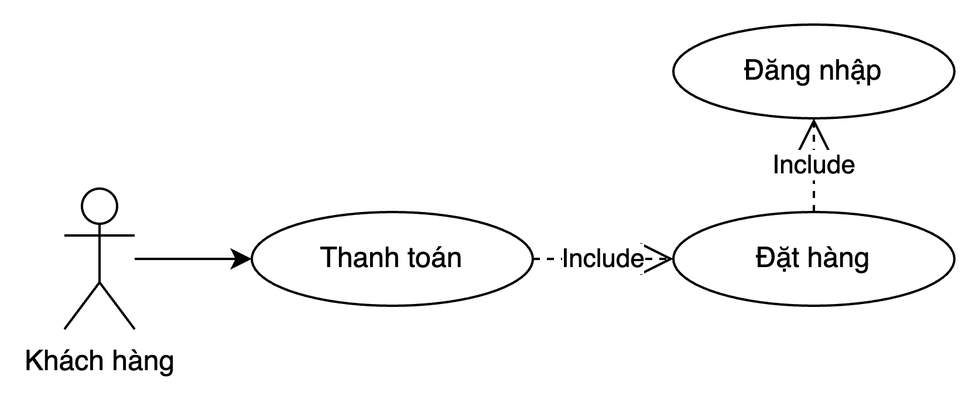 Đăng nhập
Include
Thanh toán
Include
Đặt hàng
Khách hàng